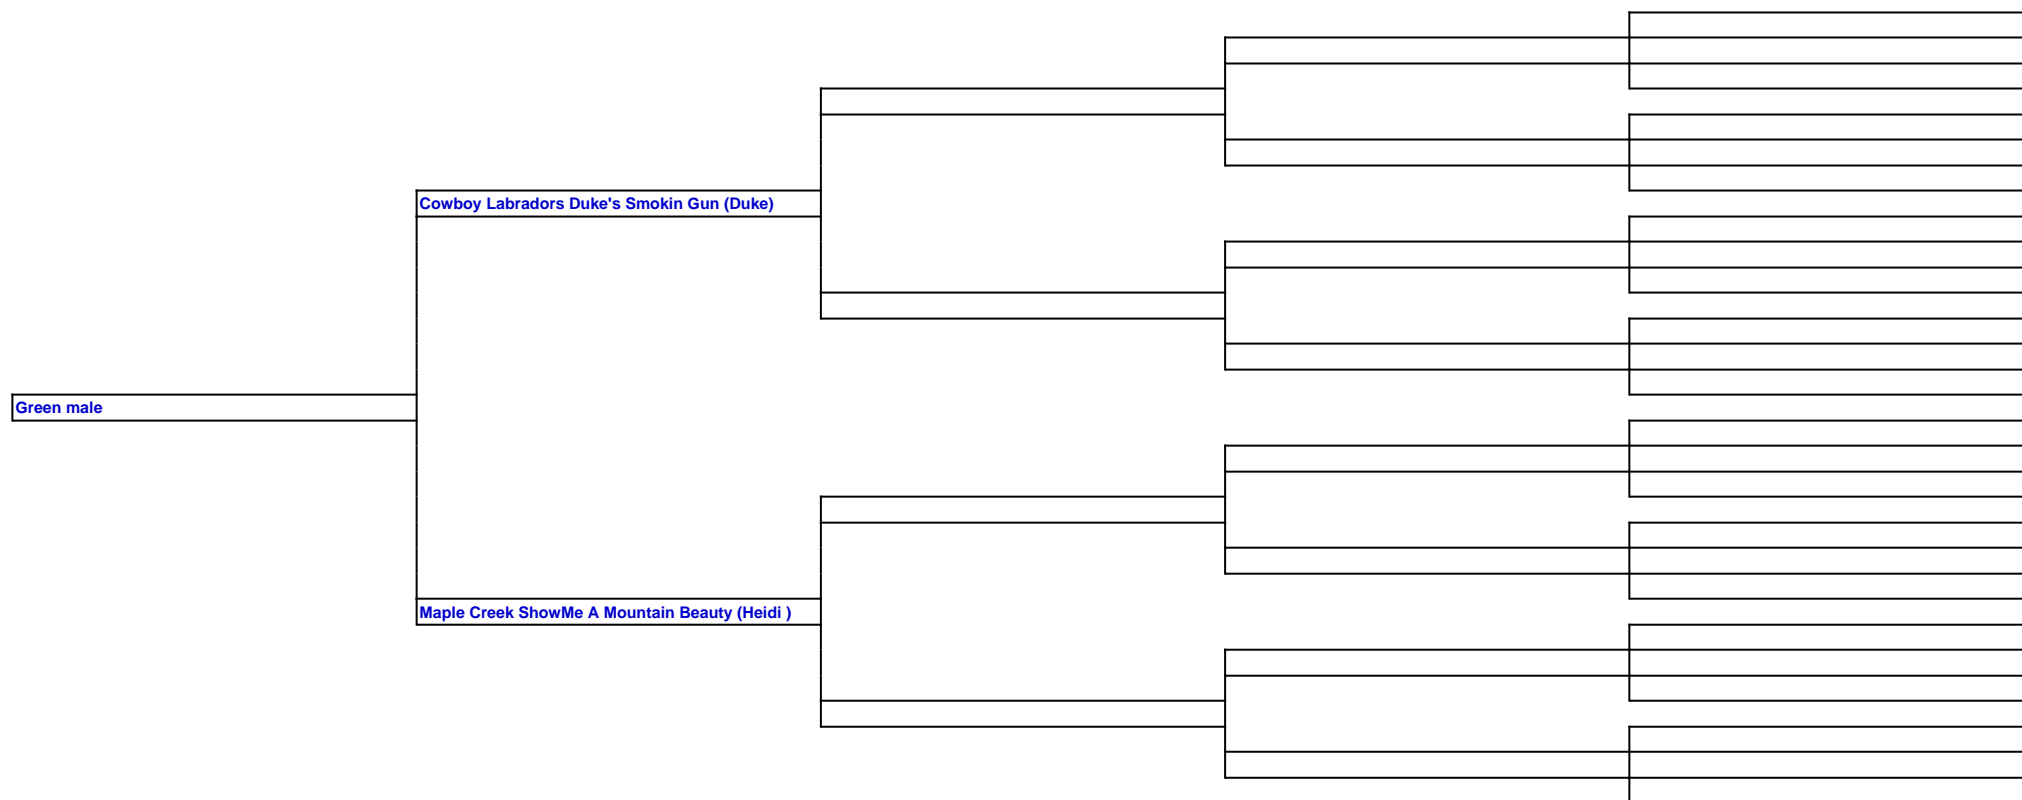 Cowboy Labradors Duke's Smokin Gun (Duke)
Green male
Maple Creek ShowMe A Mountain Beauty (Heidi )